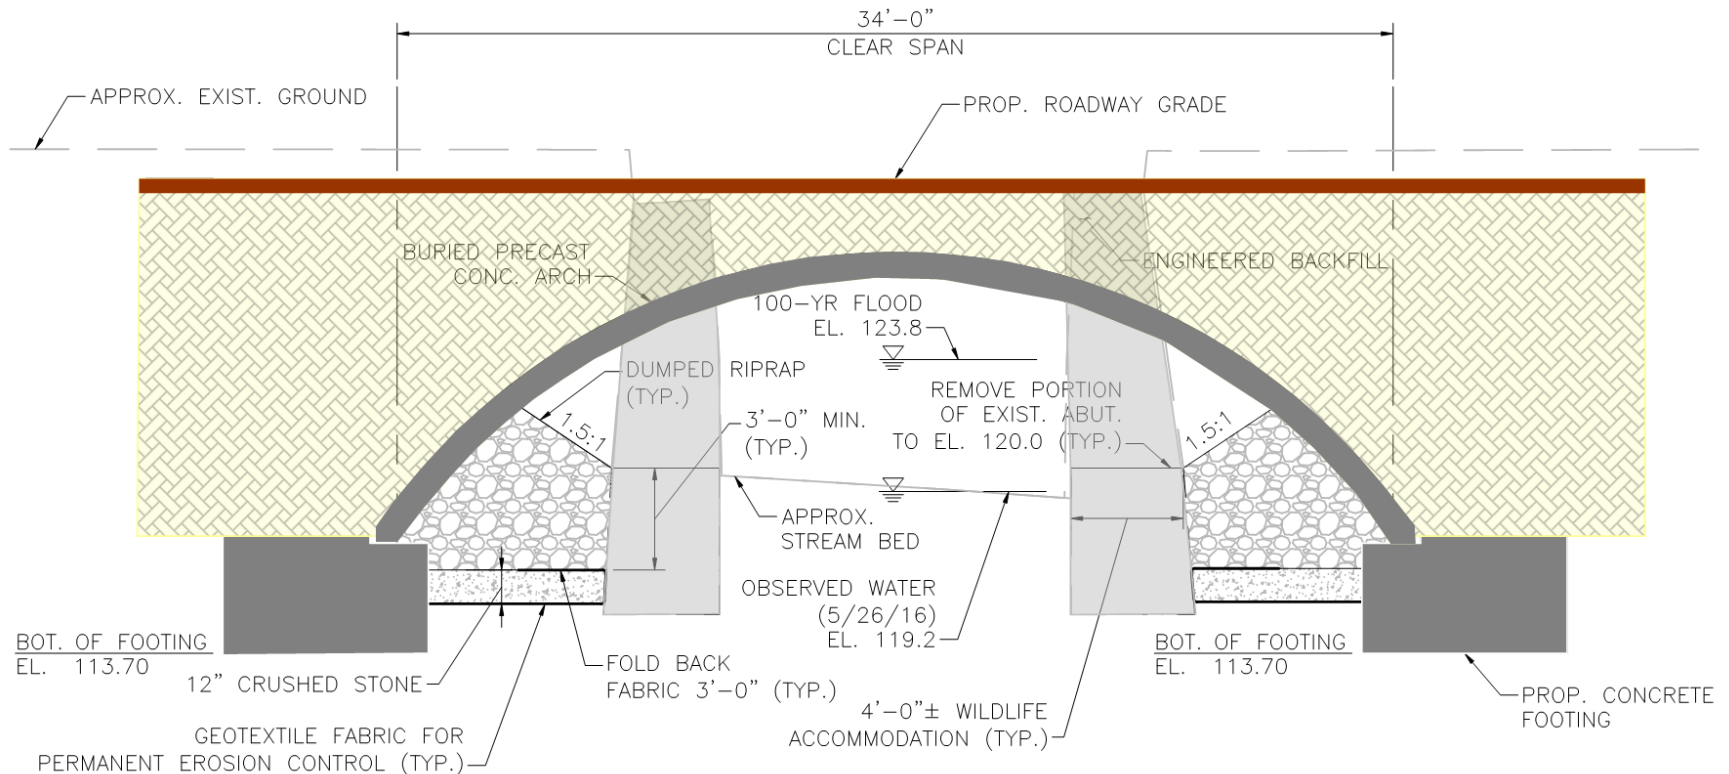 34'-0"
CLEAR SPAN
APPROX. EXIST. GROUND
PROP. ROADWAY GRADE
BURIED PRECAST
CONC. ARCH
ENGINEERED BACKFILL
100-YR FLOOD
EL. 123.8
DUMPED RIPRAP
(TYP.)
REMOVE PORTION
OF EXIST. ABUT.
TO EL. 120.0 (TYP.)
1.5:1
3'-0" MIN.
(TYP.)
1.5:1
APPROX.
STREAM BED
OBSERVED WATER
(5/26/16)
EL. 119.2
BOT. OF FOOTING
EL. 113.70
BOT. OF FOOTING
EL. 113.70
12" CRUSHED STONE
FOLD BACK
FABRIC 3'-0" (TYP.)
4'-0"± WILDLIFE
ACCOMMODATION (TYP.)
PROP. CONCRETE
FOOTING
GEOTEXTILE FABRIC FOR
PERMANENT EROSION CONTROL (TYP.)